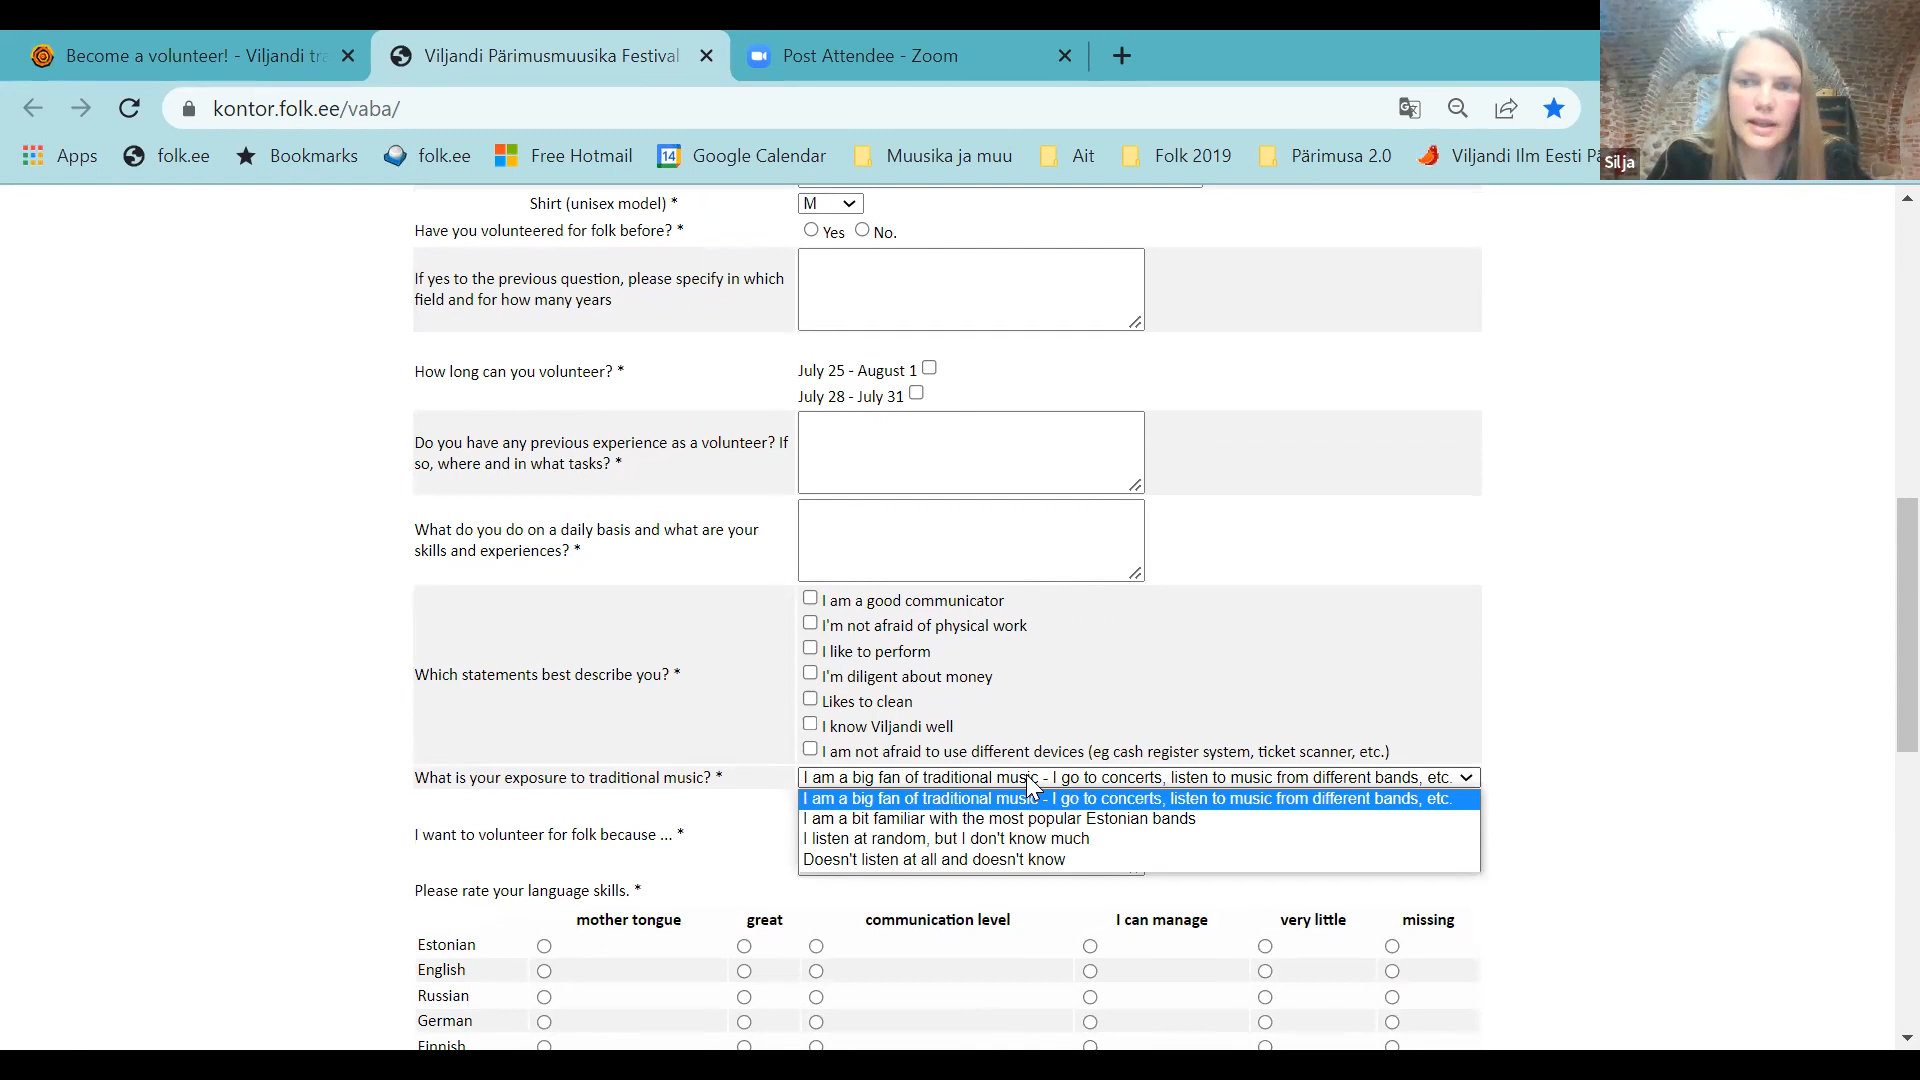 Become a volunteer! - Viljandi tra
Viljandi Pärimusmuusika Festival
Post Attendee - Zoom
kontor.folk.ee/vaba/
Apps
folk.ee
Bookmarks
folk.ee
Free Hotmail
14
Google Calendar
Muusika ja muu
Ait
Folk 2019
Pärimusa 2.0
Viljandi Ilm Eesti Pä
Silja
Shirt (unisex model) *
M
Have you volunteered for folk before? *
Yes
No.
If yes to the previous question, please specify in which
field and for how many years
How long can you volunteer? *
July 25 - August 1
July 28 - July 31
Do you have any previous experience as a volunteer? If
so, where and in what tasks? *
What do you do on a daily basis and what are your
skills and experiences? *
Which statements best describe you? *
I am a good communicator
I'm not afraid of physical work
I like to perform
I'm diligent about money
Likes to clean
I know Viljandi well
I am not afraid to use different devices (eg cash register system, ticket scanner, etc.)
What is your exposure to traditional music? *
I am a big fan of traditional music - I go to concerts, listen to music from different bands, etc.
I am a big fan of traditional music - I go to concerts, listen to music from different bands, etc.
I am a bit familiar with the most popular Estonian bands
I listen at random, but I don't know much
Doesn't listen at all and doesn't know
I want to volunteer for folk because ... *
Please rate your language skills. *
mother tongue great communication level I can manage very little missing
Estonian
English
Russian
German
Finnish